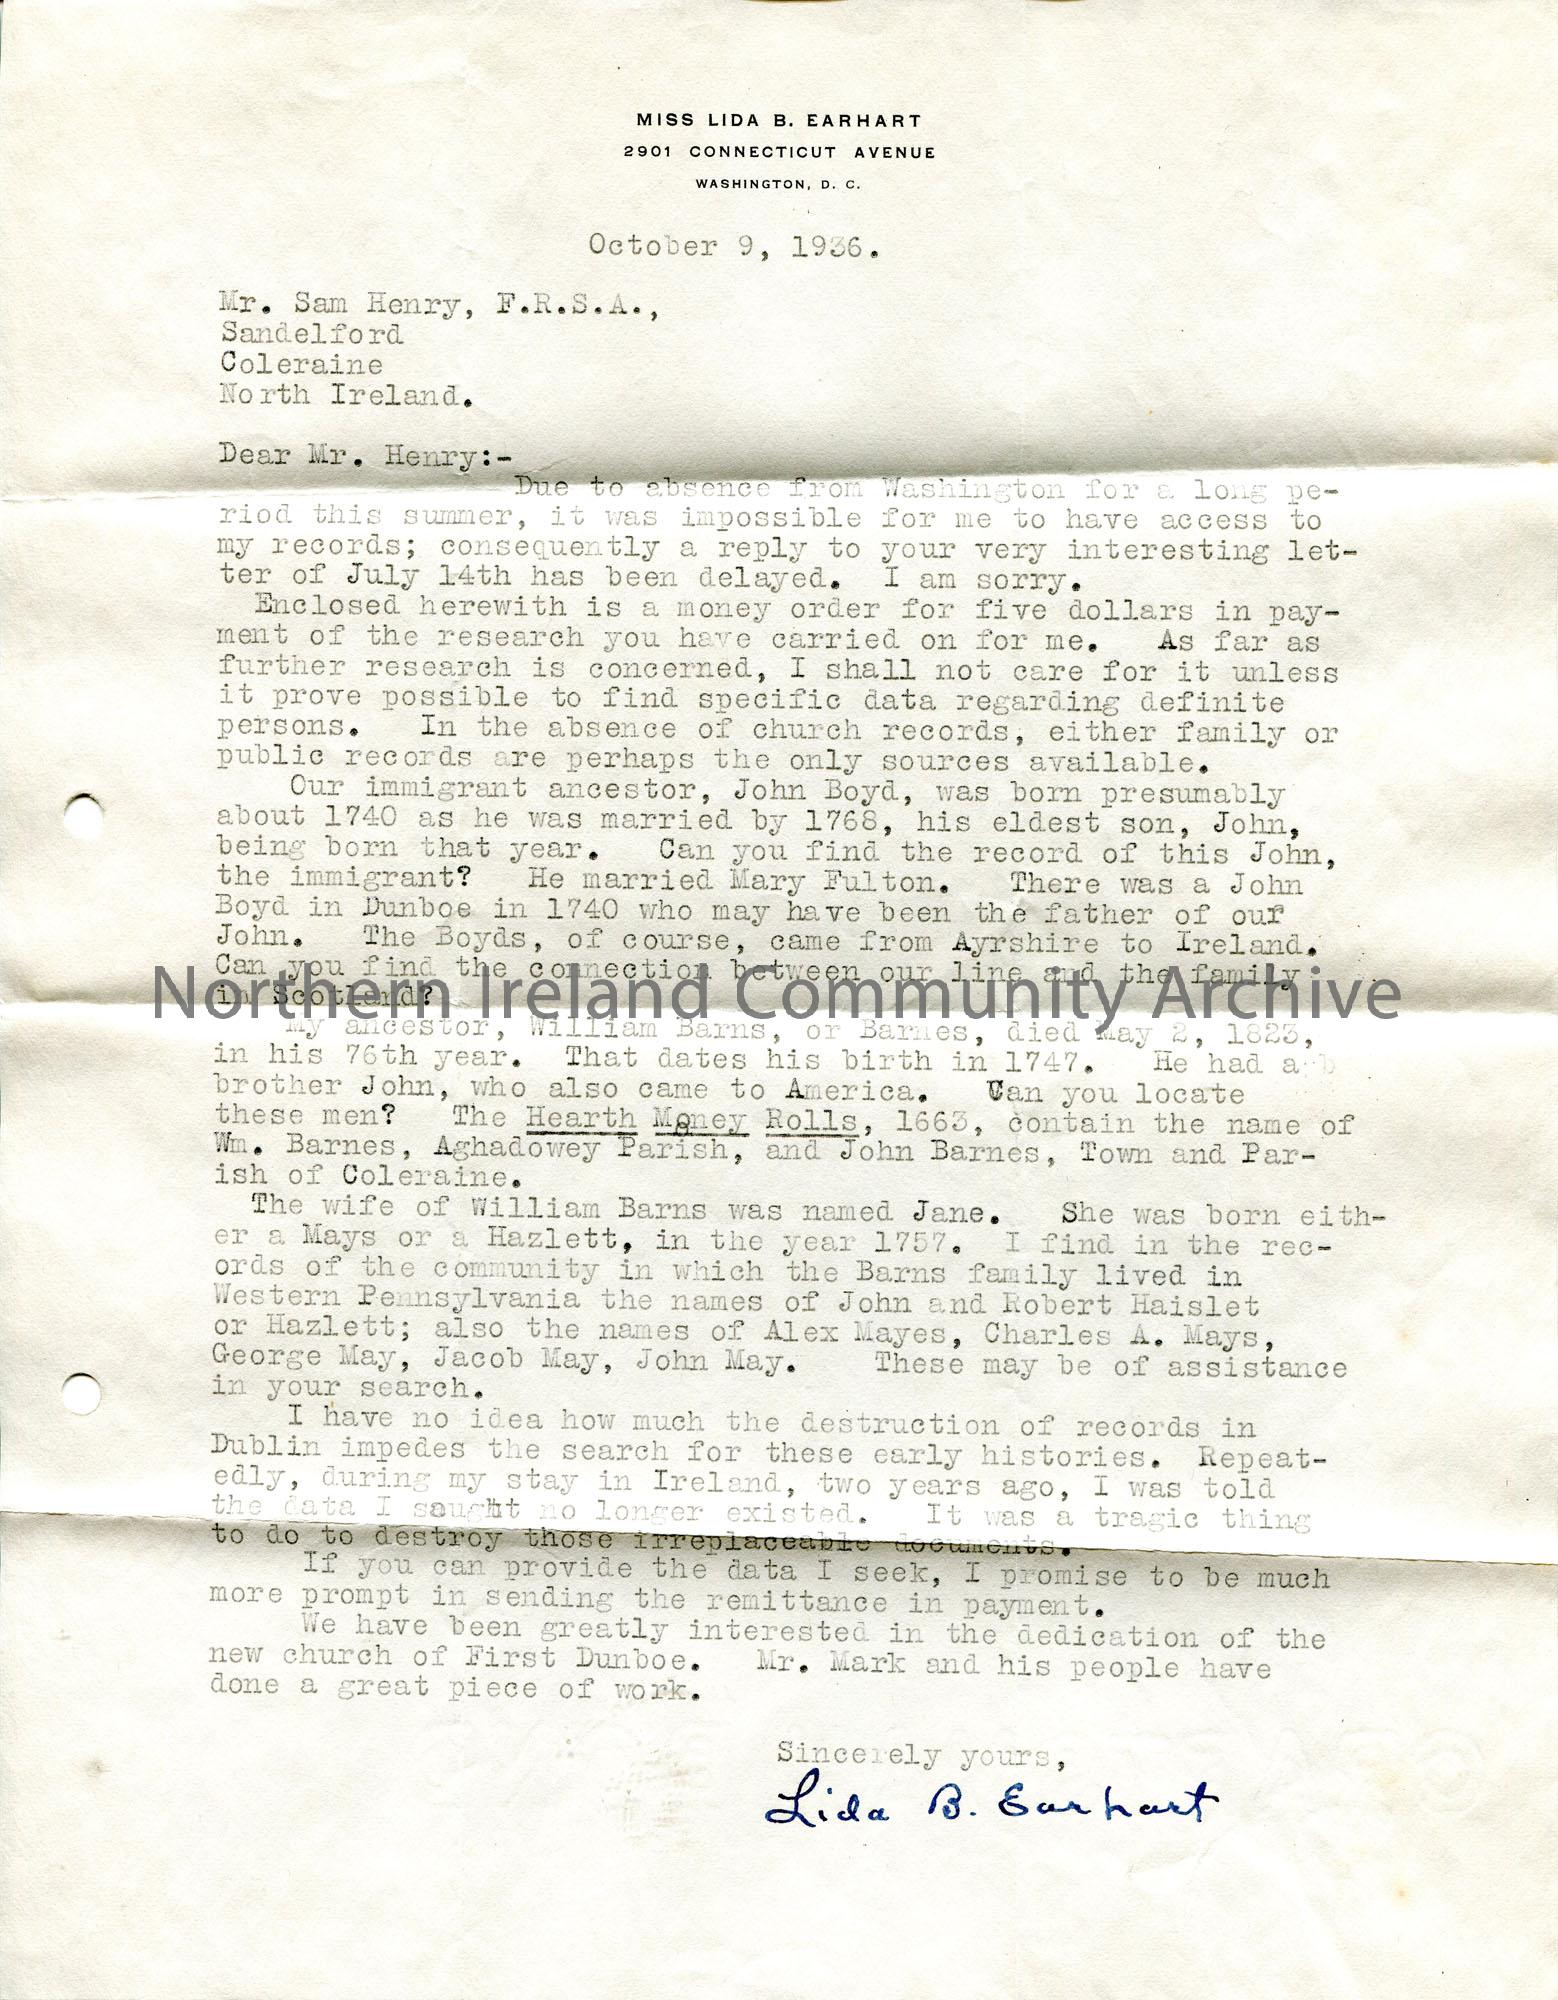 MISS LIDA B. EARHART
2901 CONNECTICUT AVENUE
WASHINGTON, D. C.
October 9, 1936.
Mr. Sam Henry, F.R.S.A.,
Sandelford
Coleraine
North Ireland.
Dear Mr. Henry:-
Due to absence from Washington for a long pe-
riod this summer, it was impossible for me to have access to
my records; consequently a reply to your very interesting let-
ter of July 14th has been delayed. I am sorry.
Enclosed herewith is a money order for five dollars in pay-
ment of the research you have carried on for me. As far as
further research is concerned, I shall not care for it unless
it prove possible to find specific data regarding definite
persons. In the absence of church records, either family or
public records are perhaps the only sources available.
Our immigrant ancestor, John Boyd, was born presumably
about 1740 as he was married by 1768, his eldest son, John,
being born that year. Can you find the record of this John,
the immigrant? He married Mary Fulton. There was a John
Boyd in Dunboe in 1740 who may have been the father of our
John. The Boyds, of course, came from Ayrshire to Ireland.
Can you find the connection between our line and the family
in Scotland?
Northern Ireland Community Archive
My ancestor, William Barns, or Barnes, died May 2, 1823,
in his 76th year. That dates his birth in 1747. He had a b
brother John, who also came to America. Can you locate
these men? The Hearth Money Rolls, 1663, contain the name of
Wm. Barnes, Aghadowey Parish, and John Barnes, Town and Par-
ish of Coleraine.
The wife of William Barns was named Jane. She was born eith-
er a Mays or a Hazlett, in the year 1757. I find in the rec-
ords of the community in which the Barns family lived in
Western Pennsylvania the names of John and Robert Haislet
or Hazlett; also the names of Alex Mayes, Charles A. Mays,
George May, Jacob May, John May. These may be of assistance
in your search.
I have no idea how much the destruction of records in
Dublin impedes the search for these early histories. Repeat-
edly, during my stay in Ireland, two years ago, I was told
the data I sought no longer existed. It was a tragic thing
to do to destroy those irreplaceable documents.
If you can provide the data I seek, I promise to be much
more prompt in sending the remittance in payment.
We have been greatly interested in the dedication of the
new church of First Dunboe. Mr. Mark and his people have
done a great piece of work.
Sincerely yours,
Lida B. Earhart